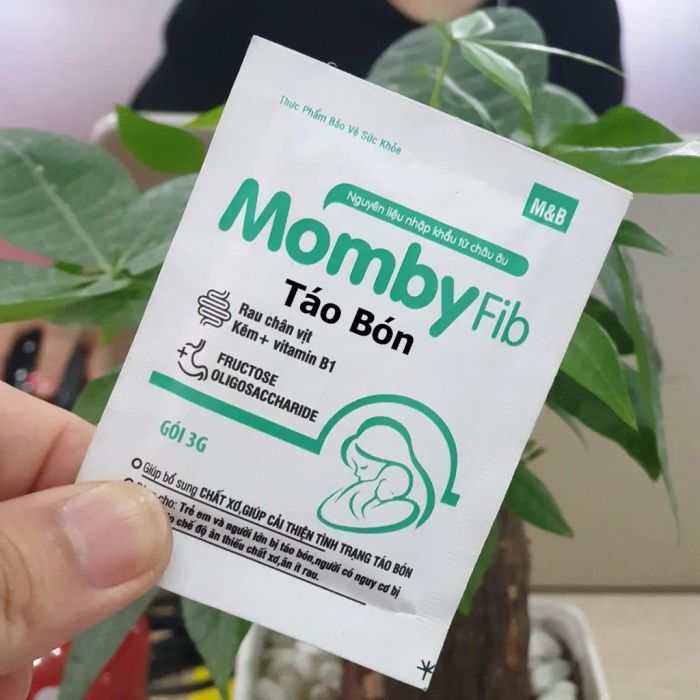 Thực Phẩm Bảo Vệ Sức Khỏe
M&B
Nguyên liệu nhập khẩu từ châu âu
MombyFib
Táo Bón
Rau chân vịt
Kẽm+ vitamin B1
FRUCTOSE
OLIGOSACCHARIDE
GÓI 3G
Giúp bổ sung CHẤT XƠ,GIÚP CẢI THIỆN TÌNH TRẠNG TÁO BÓN
cho: Trẻ em và người lớn bị táo bón,người có nguy cơ bị
chế độ ăn thiếu chất xơ,ăn ít rau.